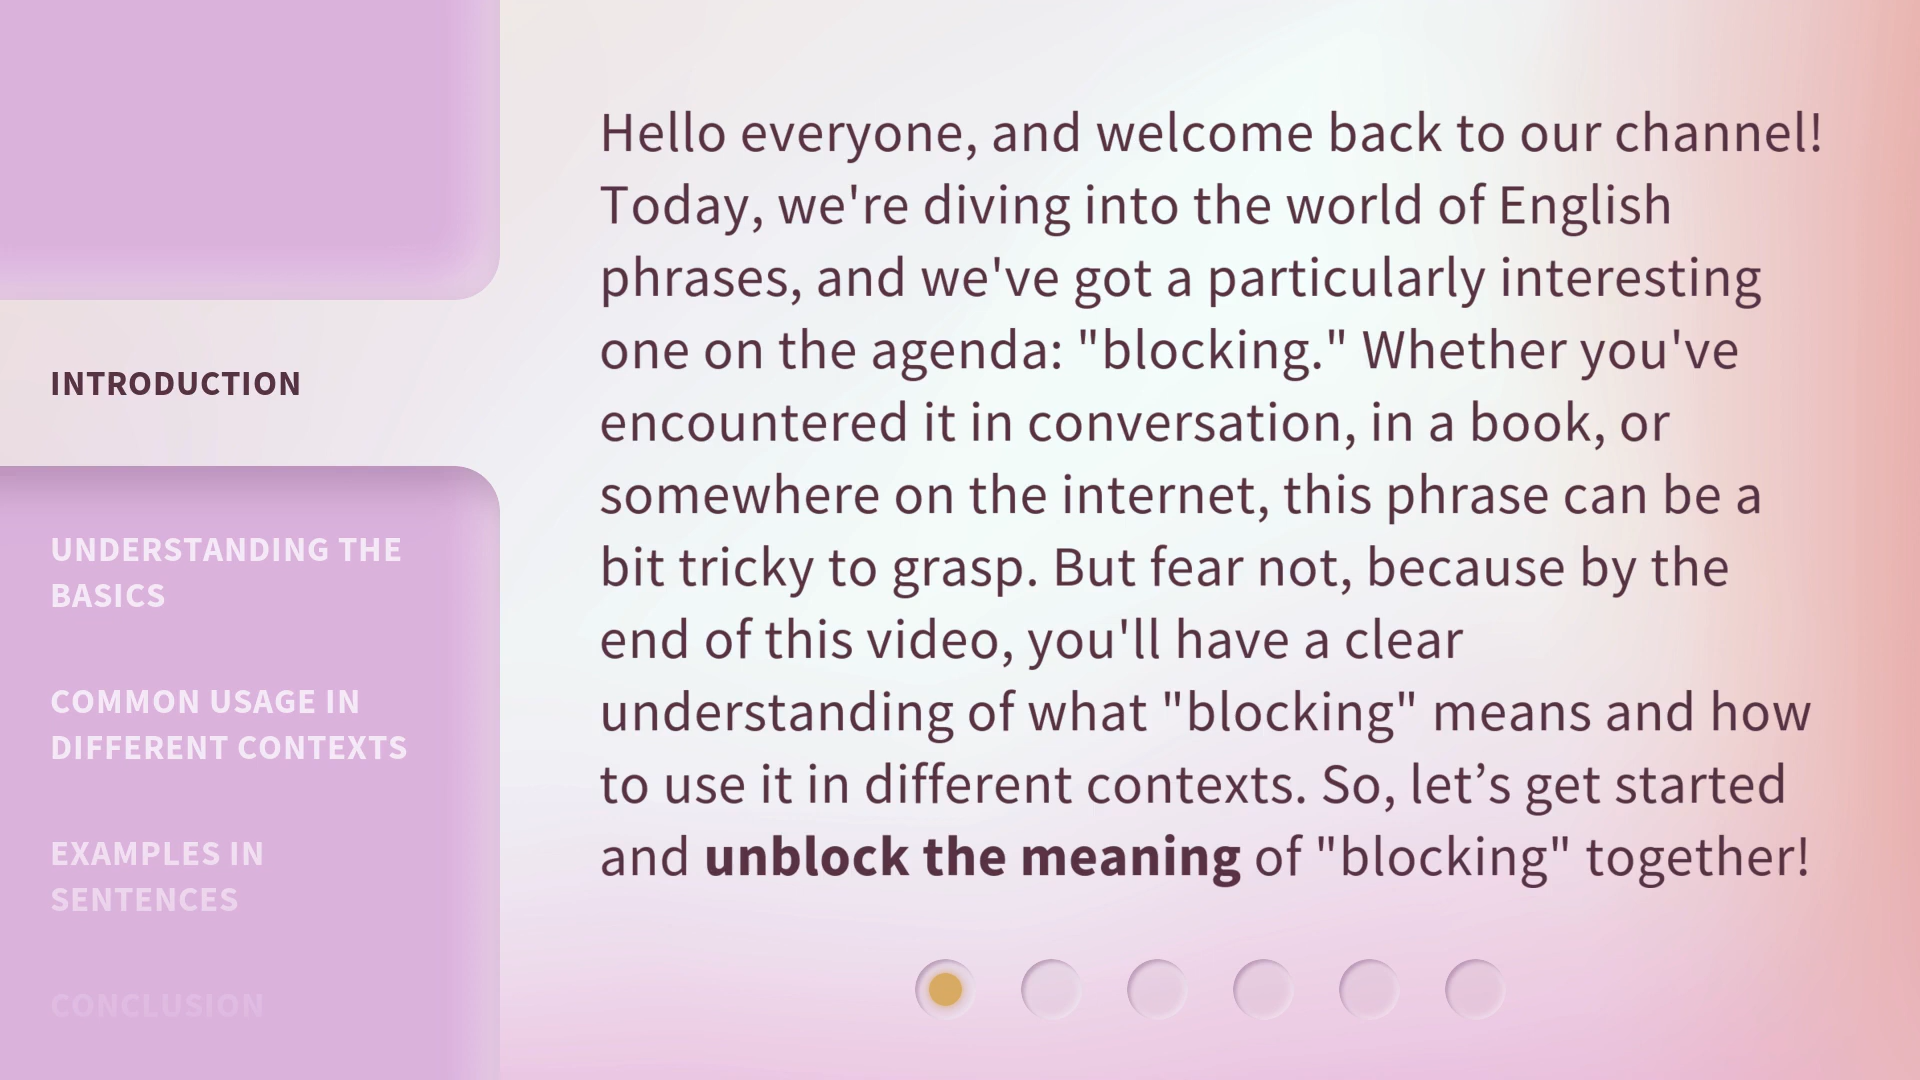 INTRODUCTION
UNDERSTANDING THE
BASICS
COMMON USAGE IN
DIFFERENT CONTEXTS
EXAMPLES IN
SENTENCES
CONCLUSION
Hello everyone, and welcome back to our channel!
Today, we're diving into the world of English
phrases, and we've got a particularly interesting
one on the agenda: "blocking." Whether you've
encountered it in conversation, in a book, or
somewhere on the internet, this phrase can be a
bit tricky to grasp. But fear not, because by the
end of this video, you'll have a clear
understanding of what "blocking" means and how
to use it in different contexts. So, let’s get started
and unblock the meaning of "blocking" together!